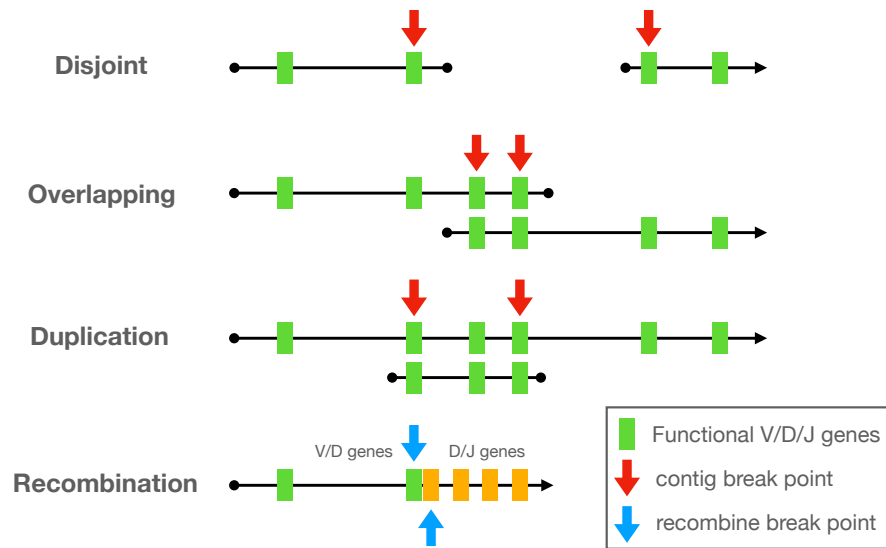 Disjoint
Overlapping
Duplication
Recombination
V/D genes
D/J genes
Functional V/D/J genes
contig break point
recombine break point